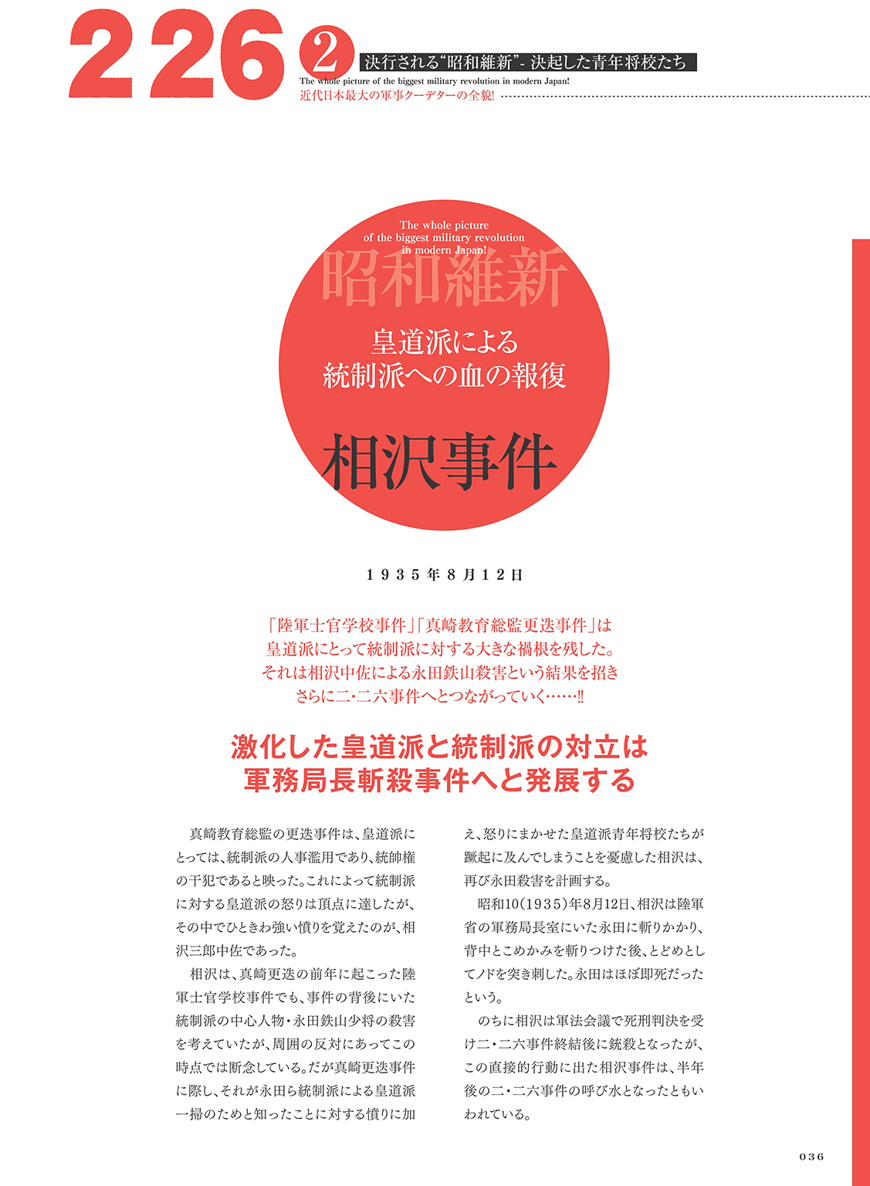 226
2
決行される“昭和維新”- 決起した青年将校たち
The whole picture of the biggest military revolution in modern Japan!
近代日本最大の軍事クーデターの全貌!
The whole picture
of the biggest military revolution
in modern Japan!
昭和維新
皇道派による
統制派への血の報復
相沢事件
1935年8月12日
「陸軍士官学校事件」「真崎教育総監更迭事件」は
皇道派にとって統制派に対する大きな禍根を残した。
それは相沢中佐による永田鉄山殺害という結果を招き
さらに二・二六事件へとつながっていく……!!
激化した皇道派と統制派の対立は
軍務局長斬殺事件へと発展する
真崎教育総監の更迭事件は、皇道派に
とっては、統制派の人事濫用であり、統帥権
の干犯であると映った。これによって統制派
に対する皇道派の怒りは頂点に達したが、
その中でひときわ強い憤りを覚えたのが、相
沢三郎中佐であった。
相沢は、真崎更迭の前年に起こった陸
軍士官学校事件でも、事件の背後にいた
統制派の中心人物・永田鉄山少将の殺害
を考えていたが、周囲の反対にあってこの
時点では断念している。だが真崎更迭事件
に際し、それが永田ら統制派による皇道派
一掃のためと知ったことに対する憤りに加
え、怒りにまかせた皇道派青年将校たちが
蹶起に及んでしまうことを憂慮した相沢は、
再び永田殺害を計画する。
昭和10(1935)年8月12日、相沢は陸軍
省の軍務局長室にいた永田に斬りかかり、
背中とこめかみを斬りつけた後、とどめとし
てノドを突き刺した。永田はほぼ即死だった
という。
のちに相沢は軍法会議で死刑判決を受
け二・二六事件終結後に銃殺となったが、
この直接的行動に出た相沢事件は、半年
後の二・二六事件の呼び水となったともい
われている。
036